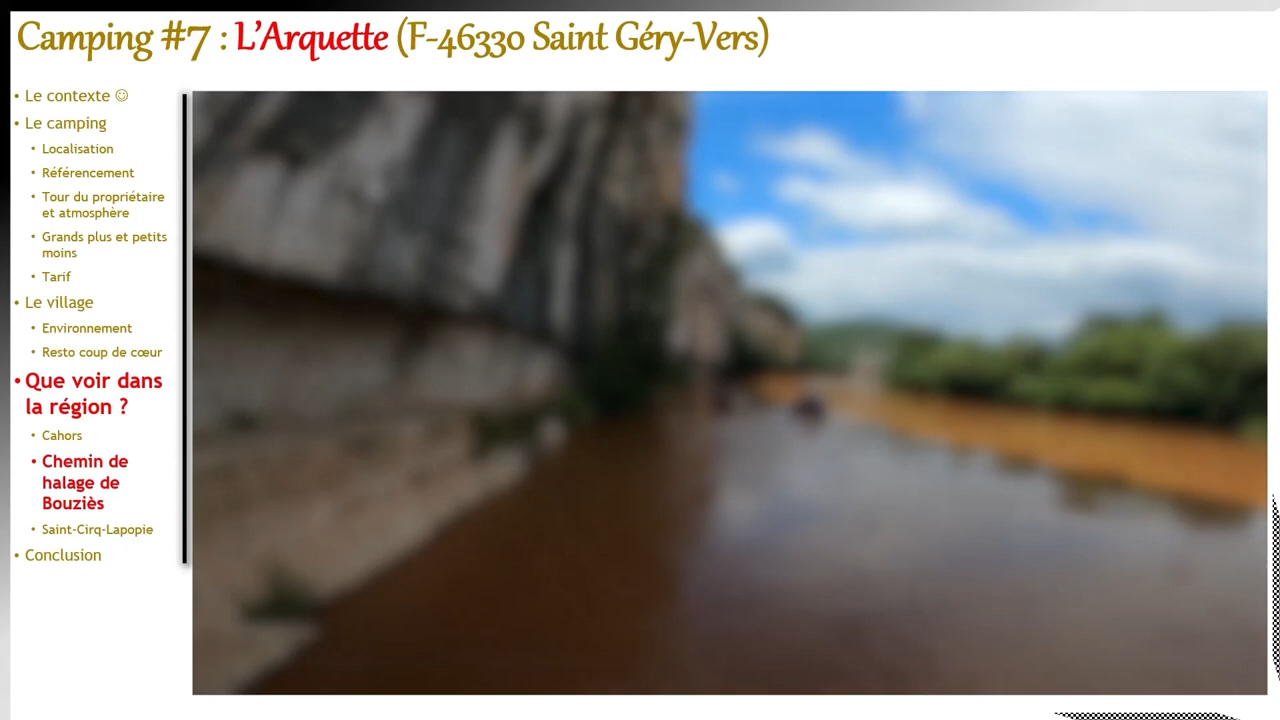 Camping #7 : L’Arquette (F-46330 Saint Géry-Vers)
• Le contexte ☺
• Le camping
• Localisation
• Référencement
• Tour du propriétaire
et atmosphère
• Grands plus et petits
moins
• Tarif
• Le village
• Environnement
• Resto coup de cœur
• Que voir dans
la région ?
• Cahors
• Chemin de
halage de
Bouziès
• Saint-Cirq-Lapopie
• Conclusion